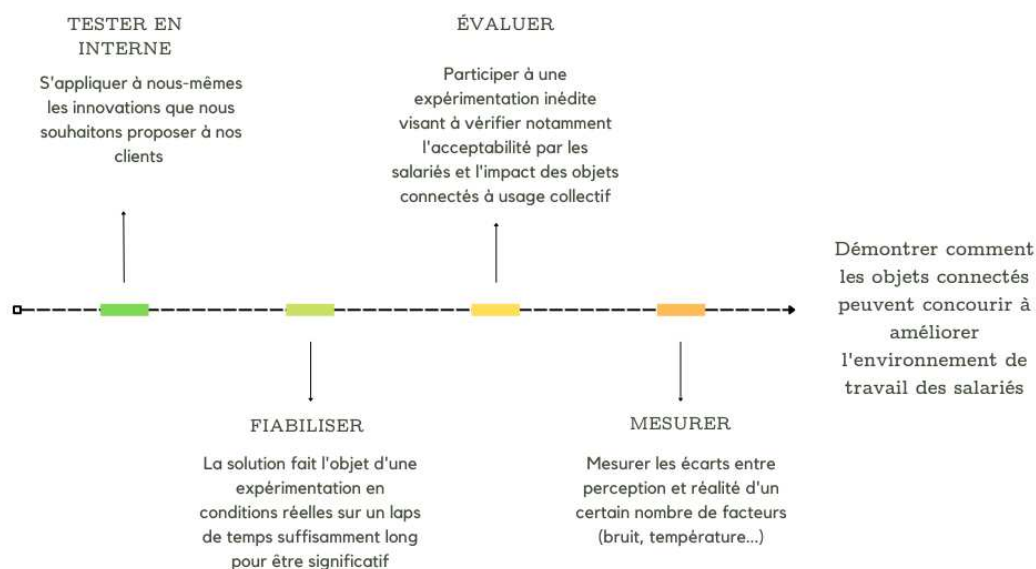 TESTER EN
INTERNE
S'appliquer à nous-mêmes
les innovations que nous
souhaitons proposer à nos
clients
ÉVALUER
Participer à une
expérimentation inédite
visant à vérifier notamment
l'acceptabilité par les
salariés et l'impact des objets
connectés à usage collectif
Démontrer comment
les objets connectés
peuvent concourir à
améliorer
l'environnement de
travail des salariés
FIABILISER
La solution fait l'objet d'une
expérimentation en
conditions réelles sur un laps
de temps suffisamment long
pour être significatif
MESURER
Mesurer les écarts entre
perception et réalité d'un
certain nombre de facteurs
(bruit, température...)